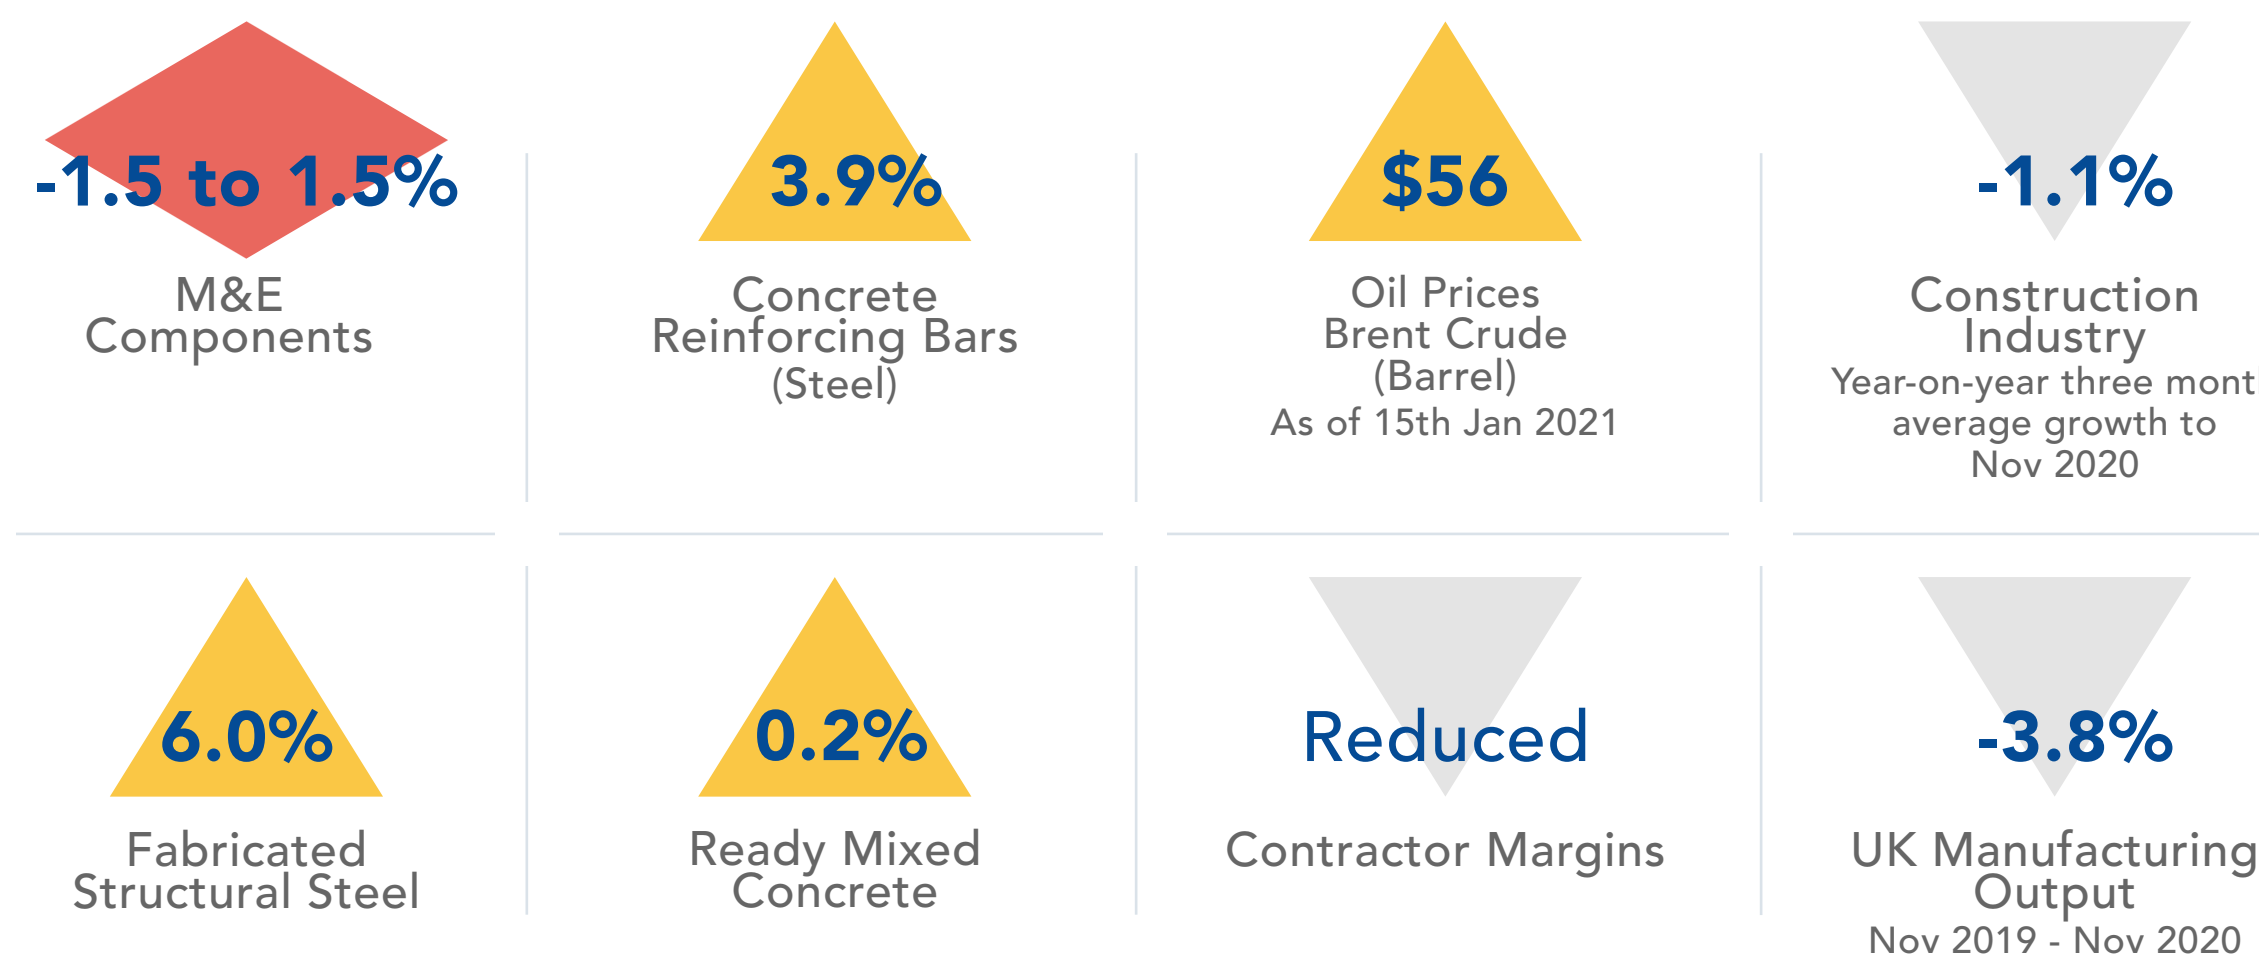 -1.5 to 1.5%
M&E
Components
3.9%
Concrete
Reinforcing Bars
(Steel)
$56
Oil Prices
Brent Crude
(Barrel)
As of 15th Jan 2021
-1.1%
Construction
Industry
Year-on-year three
average growth to
Nov 2020
6.0%
Fabricated
Structural Steel
0.2%
Ready Mixed
Concrete
Reduced
Contractor Margins
-3.8%
UK Manufacturing
Output
Nov 2019 - Nov 2020